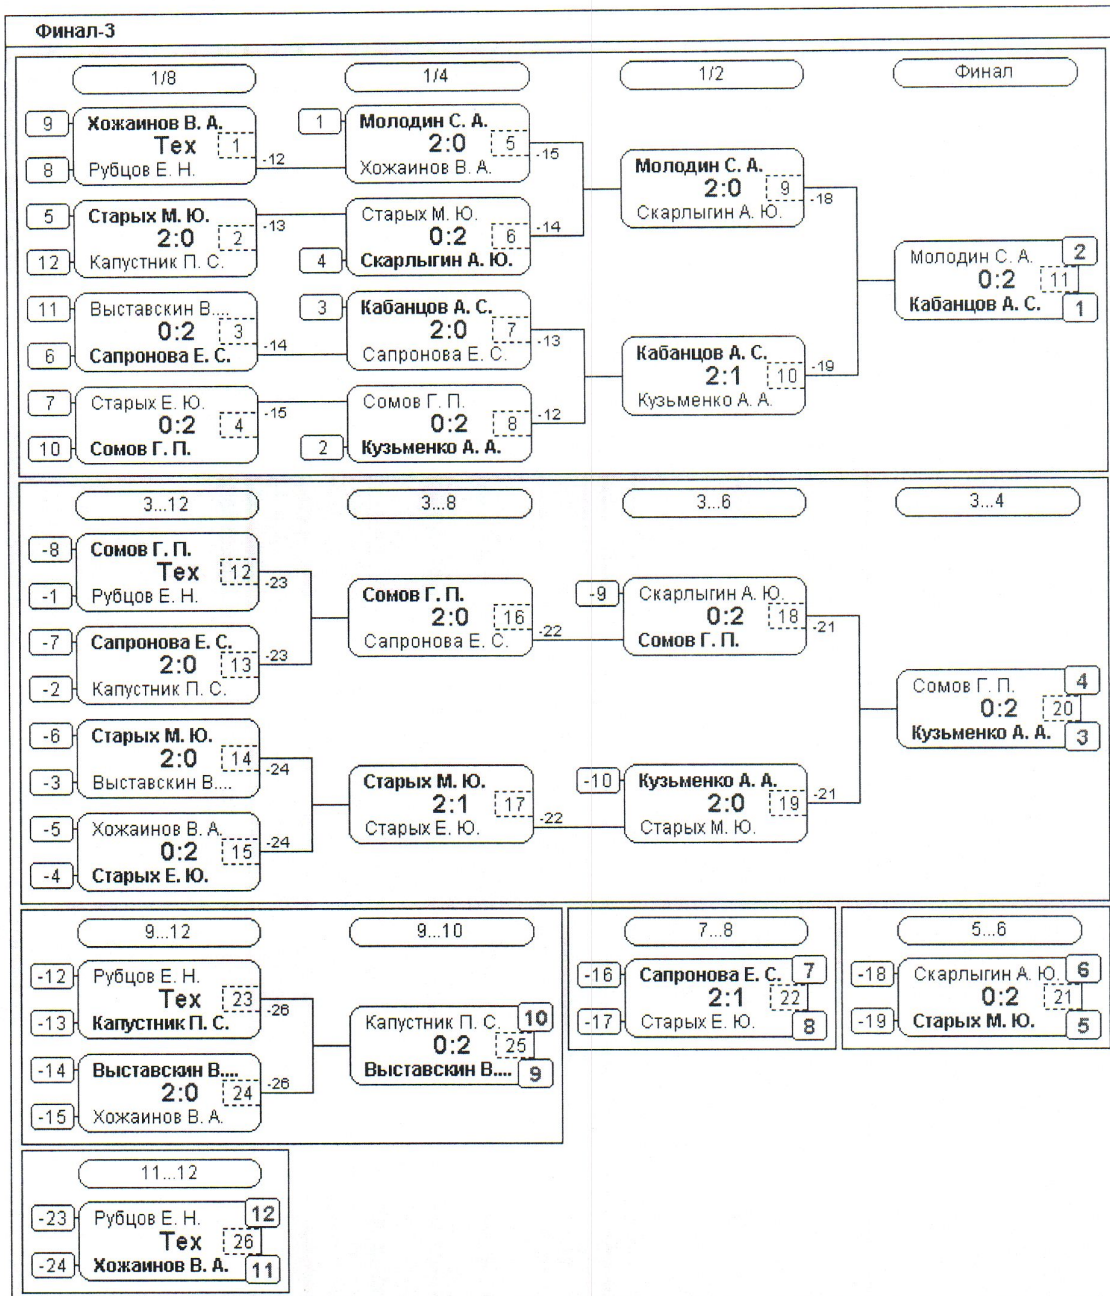 Финал-3
1/8 1/4 1/2 Финал
9 Хожаинов В. А. 1 Молодин С. А.
Тех 1 2:0 5
8 Рубцов Е. Н. -12 Хожаинов В. А. -15
Молодин С. А.
2:0 9
Скарлыгин А. Ю. -18
5 Старых М. Ю. Старых М. Ю.
2:0 2 -13 0:2 6 -14
12 Капустник П. С. 4 Скарлыгин А. Ю.
Молодин С. А. 2
0:2 11
Кабанцов А. С. 1
11 Выставскин В.... 3 Кабанцов А. С.
0:2 3 2:0 7
6 Сапронова Е. С. -14 Сапронова Е. С. -13
Кабанцов А. С.
2:1 10 -19
Кузьменко А. А.
7 Старых Е. Ю. Сомов Г. П.
0:2 4 -15 0:2 8 -12
10 Сомов Г. П. 2 Кузьменко А. А.
3...12 3...8 3...6 3...4
-8 Сомов Г. П.
Тех 12 -23
-1 Рубцов Е. Н.
Сомов Г. П. -9 Скарлыгин А. Ю.
2:0 16 0:2 18 -21
Сапронова Е. С. -22 Сомов Г. П.
-7 Сапронова Е. С.
2:0 13 -23
-2 Капустник П. С.
Сомов Г. П. 4
0:2 20
Кузьменко А. А. 3
-6 Старых М. Ю.
2:0 14 -24
-3 Выставскин В....
Старых М. Ю. -10 Кузьменко А. А.
2:1 17 2:0 19 -21
Старых Е. Ю. -22 Старых М. Ю.
-5 Хожаинов В. А.
0:2 15 -24
-4 Старых Е. Ю.
9...12 9...10 7...8 5...6
-12 Рубцов Е. Н.
Тех 23 -26
-13 Капустник П. С.
Капустник П. С. 10
0:2 25
Выставскин В.... 9
-14 Выставскин В....
2:0 24 -26
-15 Хожаинов В. А.
-16 Сапронова Е. С. 7
2:1 22
-17 Старых Е. Ю. 8
-18 Скарлыгин А. Ю. 6
0:2 21
-19 Старых М. Ю. 5
11...12
-23 Рубцов Е. Н. 12
Тех 26
-24 Хожаинов В. А. 11